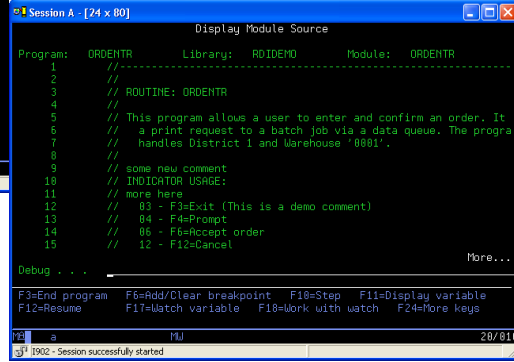 Session A - [24 x 80]
Display Module Source
Program: ORDENTR Library: RDIDEMO Module: ORDENTR
1 //--------------------------------------------------------------
2 //
3 // ROUTINE: ORDENTR
4 //
5 // This program allows a user to enter and confirm an order. It
6 // a print request to a batch job via a data queue. The progra
7 // handles District 1 and Warehouse '0001'.
8 //
9 // some new comment
10 // INDICATOR USAGE:
11 // more here
12 // 03 - F3=Exit (This is a demo comment)
13 // 04 - F4=Prompt
14 // 06 - F6=Accept order
15 // 12 - F12=Cancel
More...
Debug . . .
F3=End program F6=Add/Clear breakpoint F10=Step F11=Display variable
F12=Resume F17=Watch variable F18=Work with watch F24=More keys
MA a MW 20/01
I902 - Session successfully started